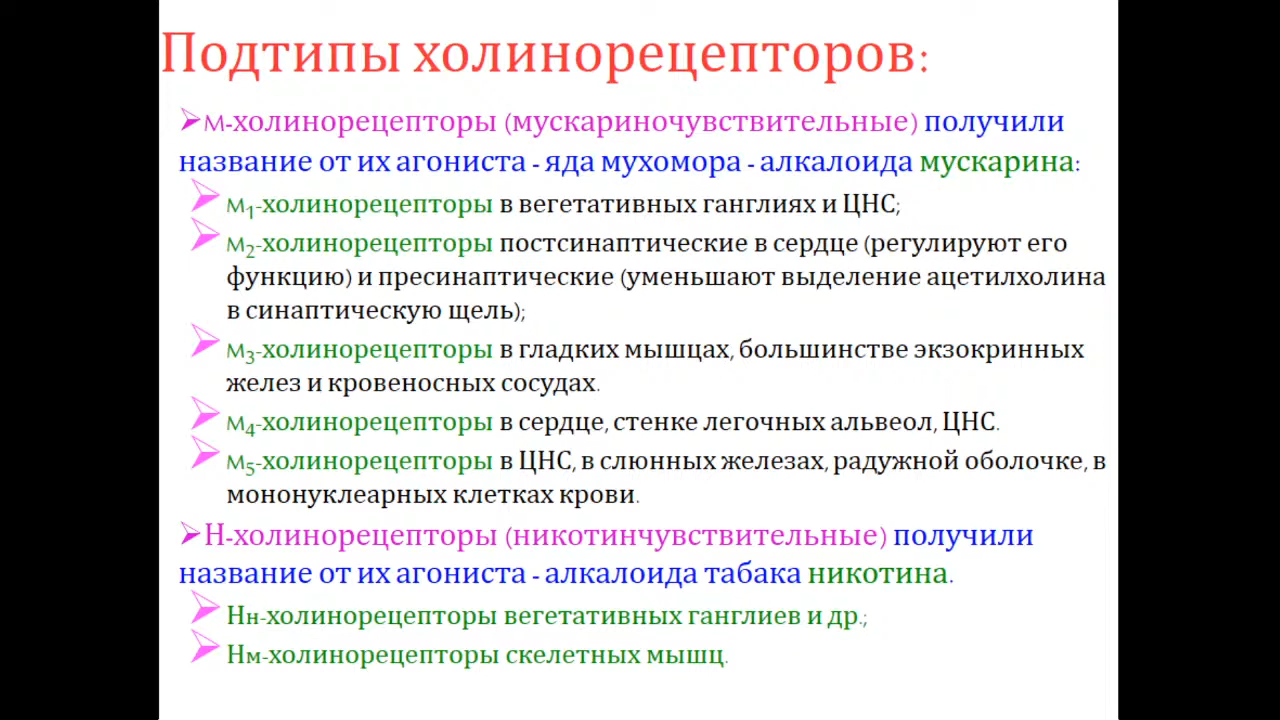 Подтипы холинорецепторов:
➢М-холинорецепторы (мускариночувствительные) получили
название от их агониста - яда мухомора - алкалоида мускарина:
➢ М₁-холинорецепторы в вегетативных ганглиях и ЦНС;
➢ М₂-холинорецепторы постсинаптические в сердце (регулируют его
функцию) и пресинаптические (уменьшают выделение ацетилхолина
в синаптическую щель);
➢ М₃-холинорецепторы в гладких мышцах, большинстве экзокринных
желез и кровеносных сосудах.
➢ М₄-холинорецепторы в сердце, стенке легочных альвеол, ЦНС.
➢ М₅-холинорецепторы в ЦНС, в слюнных железах, радужной оболочке, в
мононуклеарных клетках крови.
➢Н-холинорецепторы (никотинчувствительные) получили
название от их агониста - алкалоида табака никотина.
➢ Нн-холинорецепторы вегетативных ганглиев и др.;
➢ Нм-холинорецепторы скелетных мышц.